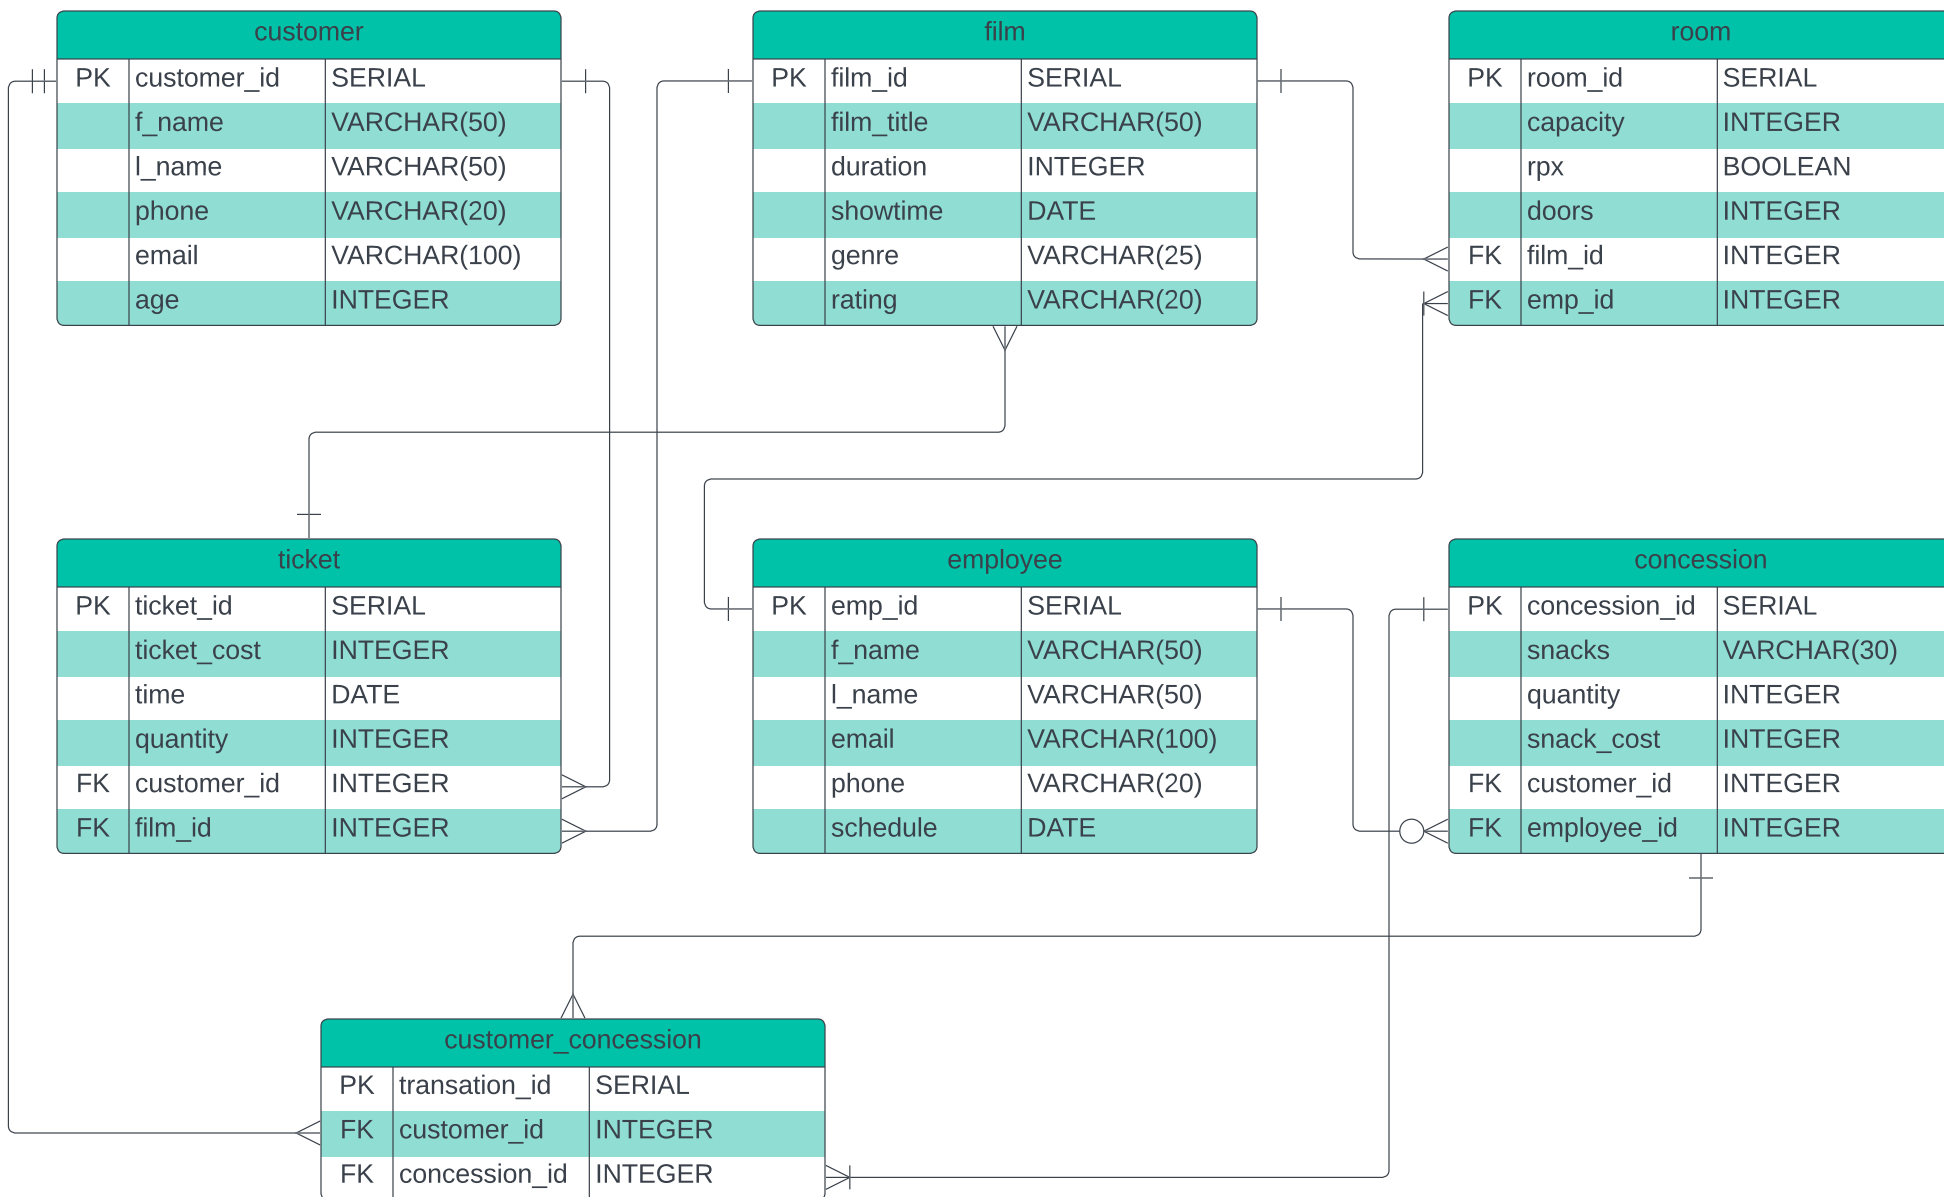 customer
PK customer_id SERIAL
f_name VARCHAR(50)
l_name VARCHAR(50)
phone VARCHAR(20)
email VARCHAR(100)
age INTEGER
film
PK film_id SERIAL
film_title VARCHAR(50)
duration INTEGER
showtime DATE
genre VARCHAR(25)
rating VARCHAR(20)
room
PK room_id SERIAL
capacity INTEGER
rpx BOOLEAN
doors INTEGER
FK film_id INTEGER
FK emp_id INTEGER
ticket
PK ticket_id SERIAL
ticket_cost INTEGER
time DATE
quantity INTEGER
FK customer_id INTEGER
FK film_id INTEGER
employee
PK emp_id SERIAL
f_name VARCHAR(50)
l_name VARCHAR(50)
email VARCHAR(100)
phone VARCHAR(20)
schedule DATE
concession
PK concession_id SERIAL
snacks VARCHAR(30)
quantity INTEGER
snack_cost INTEGER
FK customer_id INTEGER
FK employee_id INTEGER
customer_concession
PK transation_id SERIAL
FK customer_id INTEGER
FK concession_id INTEGER